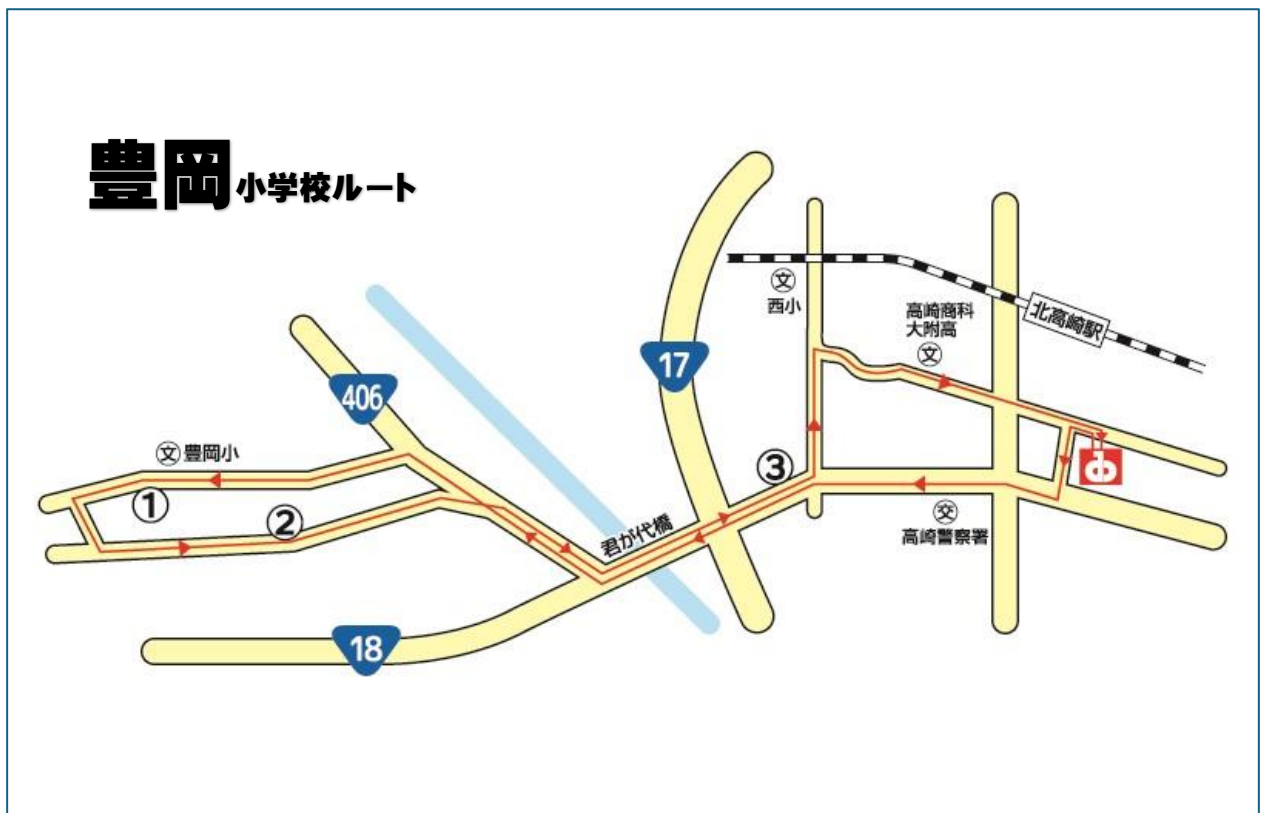 豊岡小学校ルート
西小
高崎商科
大附高
北高崎駅
17
406
豊岡小
①
②
③
君が代橋
高崎警察署
18
文
文
文
交